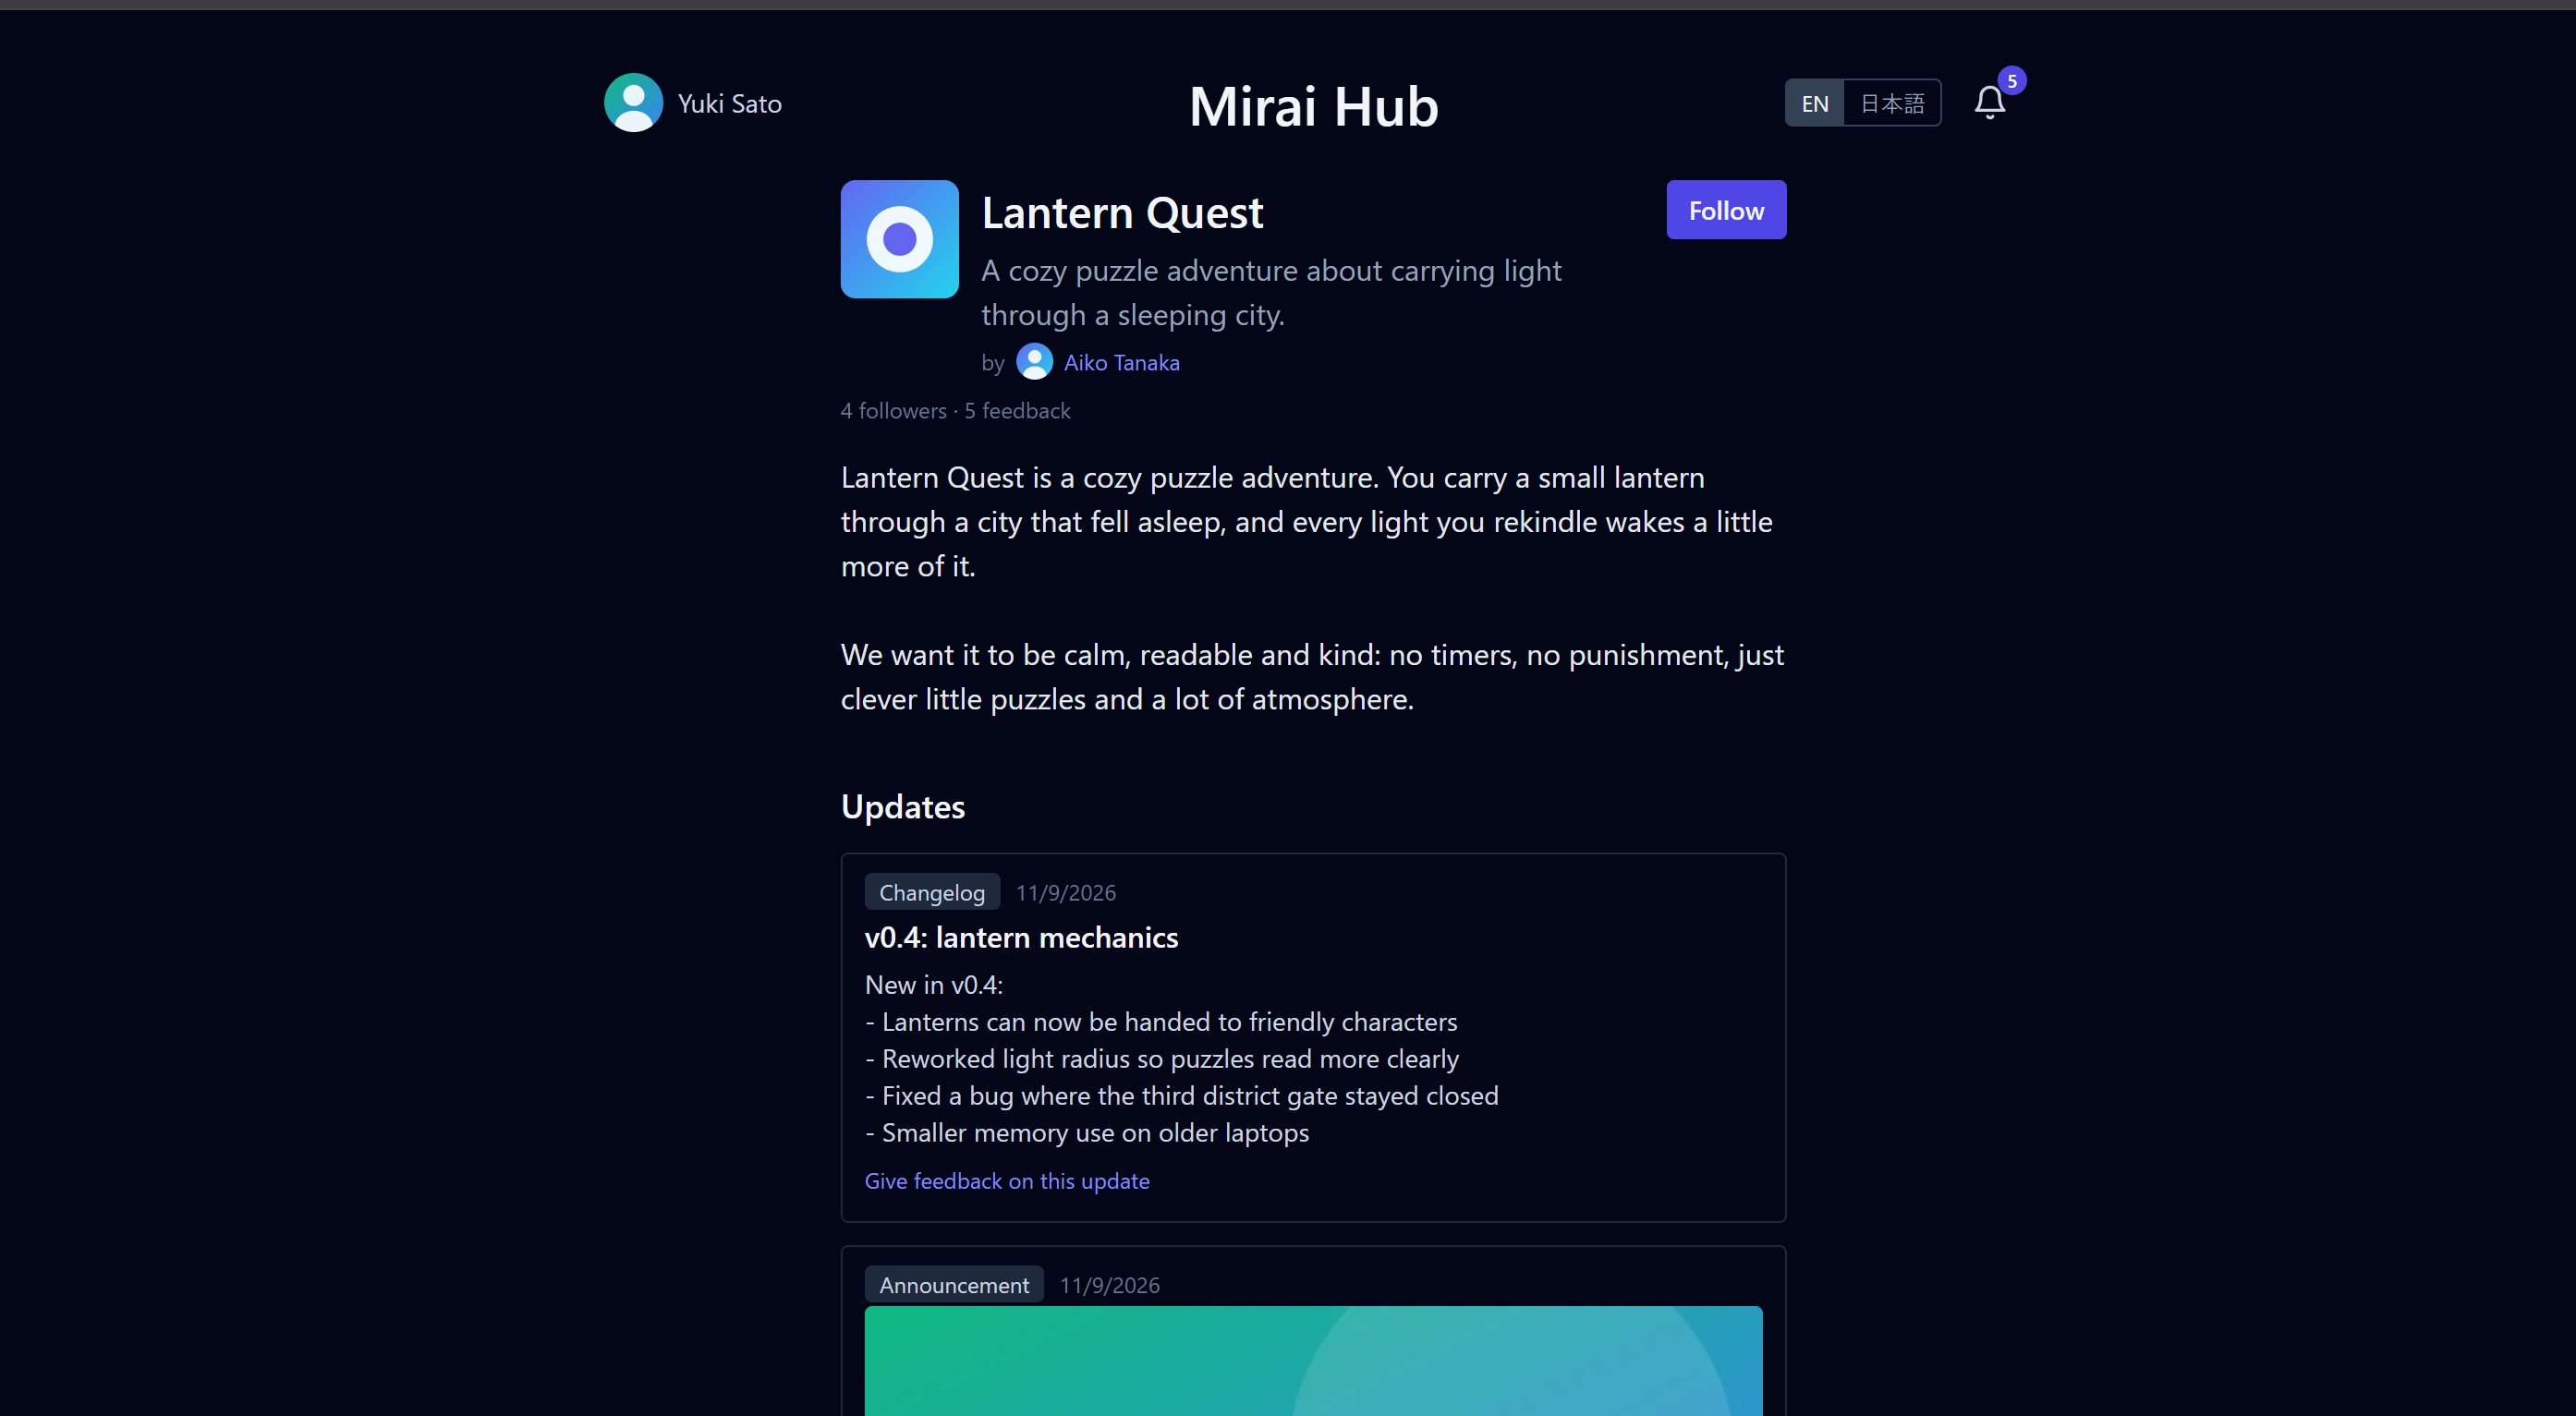 Yuki Sato
Mirai Hub
EN
日本語
5
Lantern Quest
Follow
A cozy puzzle adventure about carrying light
through a sleeping city.
by Aiko Tanaka
4 followers · 5 feedback
Lantern Quest is a cozy puzzle adventure. You carry a small lantern
through a city that fell asleep, and every light you rekindle wakes a little
more of it.
We want it to be calm, readable and kind: no timers, no punishment, just
clever little puzzles and a lot of atmosphere.
Updates
Changelog 11/9/2026
v0.4: lantern mechanics
New in v0.4:
- Lanterns can now be handed to friendly characters
- Reworked light radius so puzzles read more clearly
- Fixed a bug where the third district gate stayed closed
- Smaller memory use on older laptops
Give feedback on this update
Announcement 11/9/2026